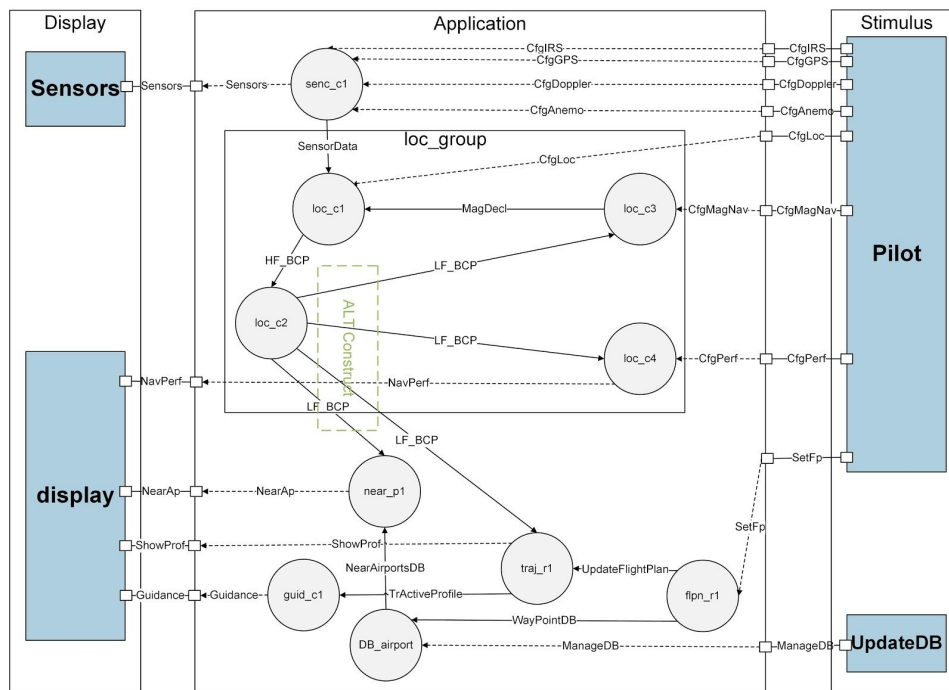 Display
Application
Stimulus
Sensors
Sensors
Sensors
senc_c1
CfgIRS
CfgIRS
CfgGPS
CfgGPS
CfgDoppler
CfgDoppler
CfgAnemo
CfgAnemo
CfgLoc
CfgLoc
SensorData
loc_group
loc_c1
MagDecl
loc_c3
CfgMagNav
CfgMagNav
Pilot
HF_BCP
LF_BCP
loc_c2
ALT Construct
LF_BCP
loc_c4
CfgPerf
CfgPerf
NavPerf
NavPerf
LF_BCP
LF_BCP
SetFp
display
NearAp
NearAp
near_p1
SetFp
ShowProf
ShowProf
NearAirportsDB
traj_r1
UpdateFlightPlan
Guidance
Guidance
guid_c1
TrActiveProfile
flpn_r1
WayPointDB
DB_airport
ManageDB
ManageDB
UpdateDB